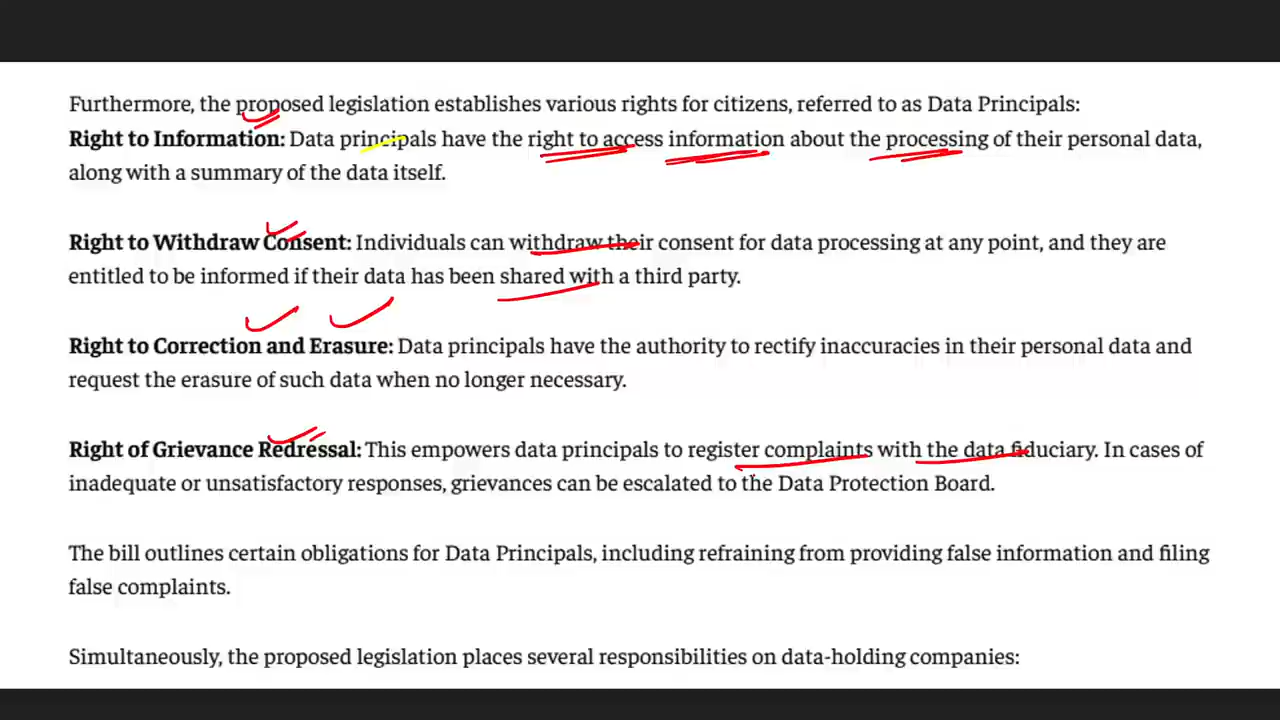 Furthermore, the proposed legislation establishes various rights for citizens, referred to as Data Principals:
Right to Information: Data principals have the right to access information about the processing of their personal data,
along with a summary of the data itself.
Right to Withdraw Consent: Individuals can withdraw their consent for data processing at any point, and they are
entitled to be informed if their data has been shared with a third party.
Right to Correction and Erasure: Data principals have the authority to rectify inaccuracies in their personal data and
request the erasure of such data when no longer necessary.
Right of Grievance Redressal: This empowers data principals to register complaints with the data fiduciary. In cases of
inadequate or unsatisfactory responses, grievances can be escalated to the Data Protection Board.
The bill outlines certain obligations for Data Principals, including refraining from providing false information and filing
false complaints.
Simultaneously, the proposed legislation places several responsibilities on data-holding companies: